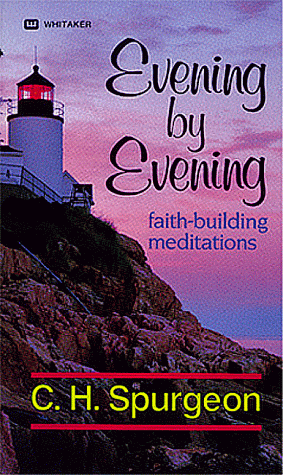 WHITAKER
Evening
by
Evening
faith-building
meditations
C. H. Spurgeon